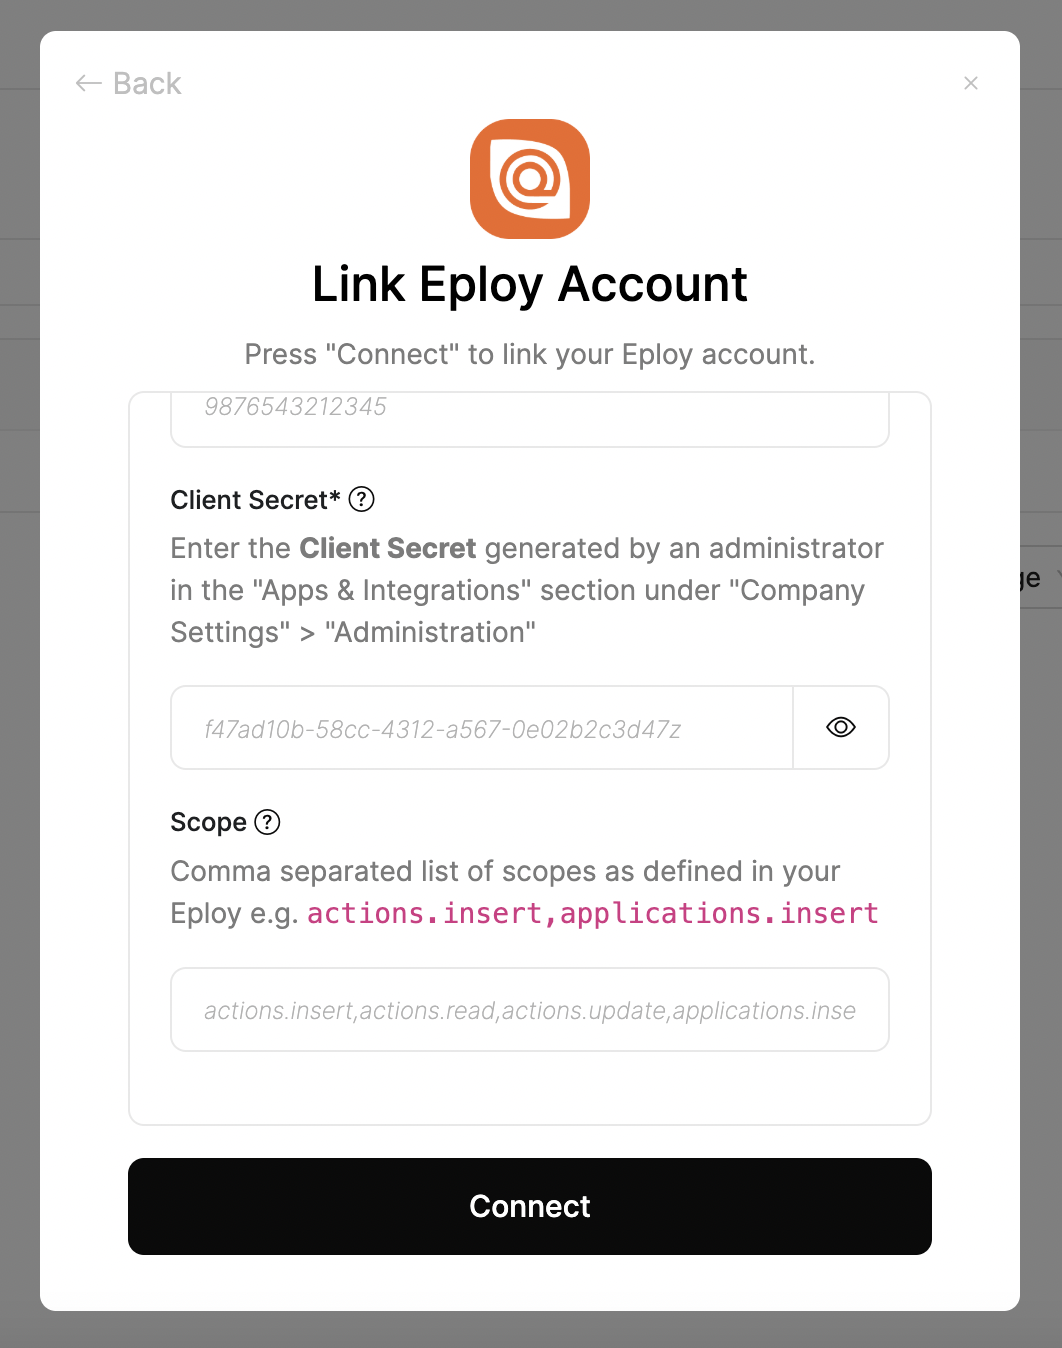 ← Back
×
Link Eploy Account
Press "Connect" to link your Eploy account.
9876543212345
Client Secret* ?
Enter the Client Secret generated by an administrator
in the "Apps & Integrations" section under "Company
Settings" > "Administration"
f47ad10b-58cc-4312-a567-0e02b2c3d47z
Scope ?
Comma separated list of scopes as defined in your
Eploy e.g. actions.insert,applications.insert
actions.insert,actions.read,actions.update,applications.inse
Connect